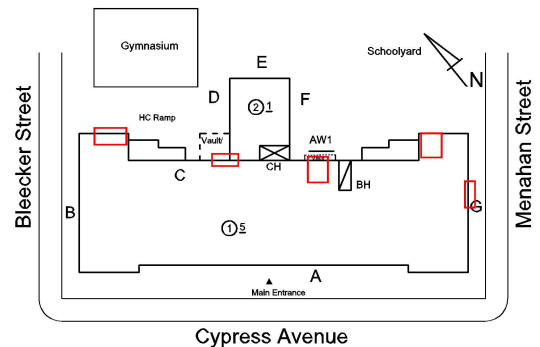 Gymnasium
Schoolyard
N
E
D
F
2 1
HC Ramp
Vault/
AW1
CH
BH
C
B
G
1 5
A
Main Entrance
Bleecker Street
Menahan Street
Cypress Avenue